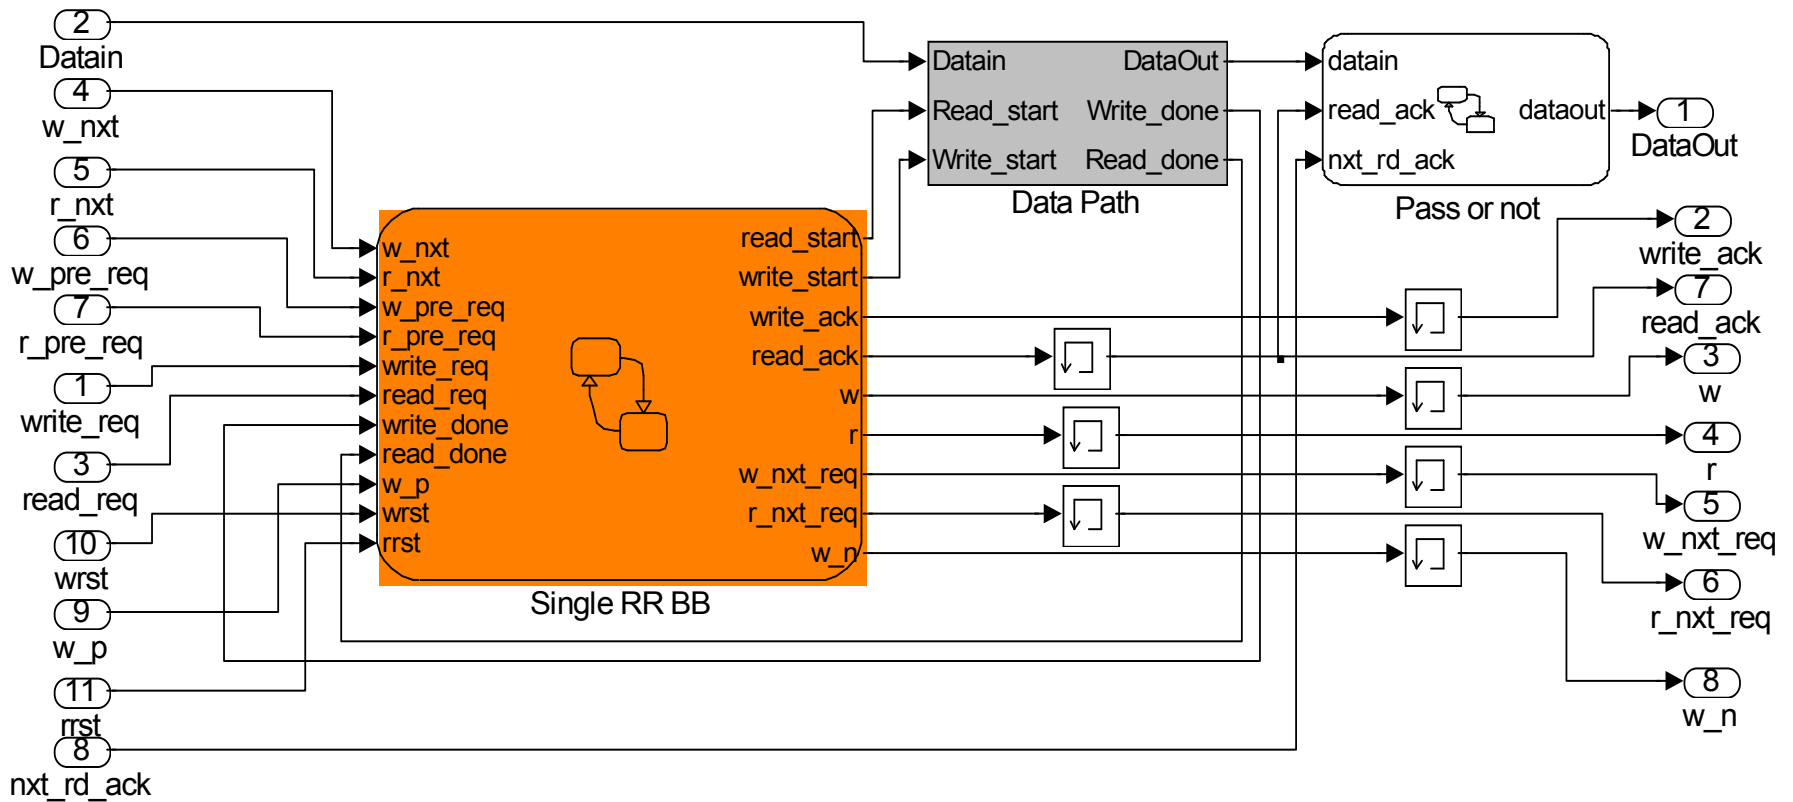 2
Datain
4
w_nxt
5
r_nxt
6
w_pre_req
7
r_pre_req
1
write_req
3
read_req
10
wrst
9
w_p
11
rrst
8
nxt_rd_ack
w_nxt
r_nxt
w_pre_req
r_pre_req
write_req
read_req
write_done
read_done
w_p
wrst
rrst
read_start
write_start
write_ack
read_ack
w
r
w_nxt_req
r_nxt_req
w_n
Single RR BB
Datain
Read_start
Write_start
DataOut
Write_done
Read_done
Data Path
datain
read_ack
nxt_rd_ack
dataout
Pass or not
1
DataOut
2
write_ack
7
read_ack
3
w
4
r
5
w_nxt_req
6
r_nxt_req
8
w_n